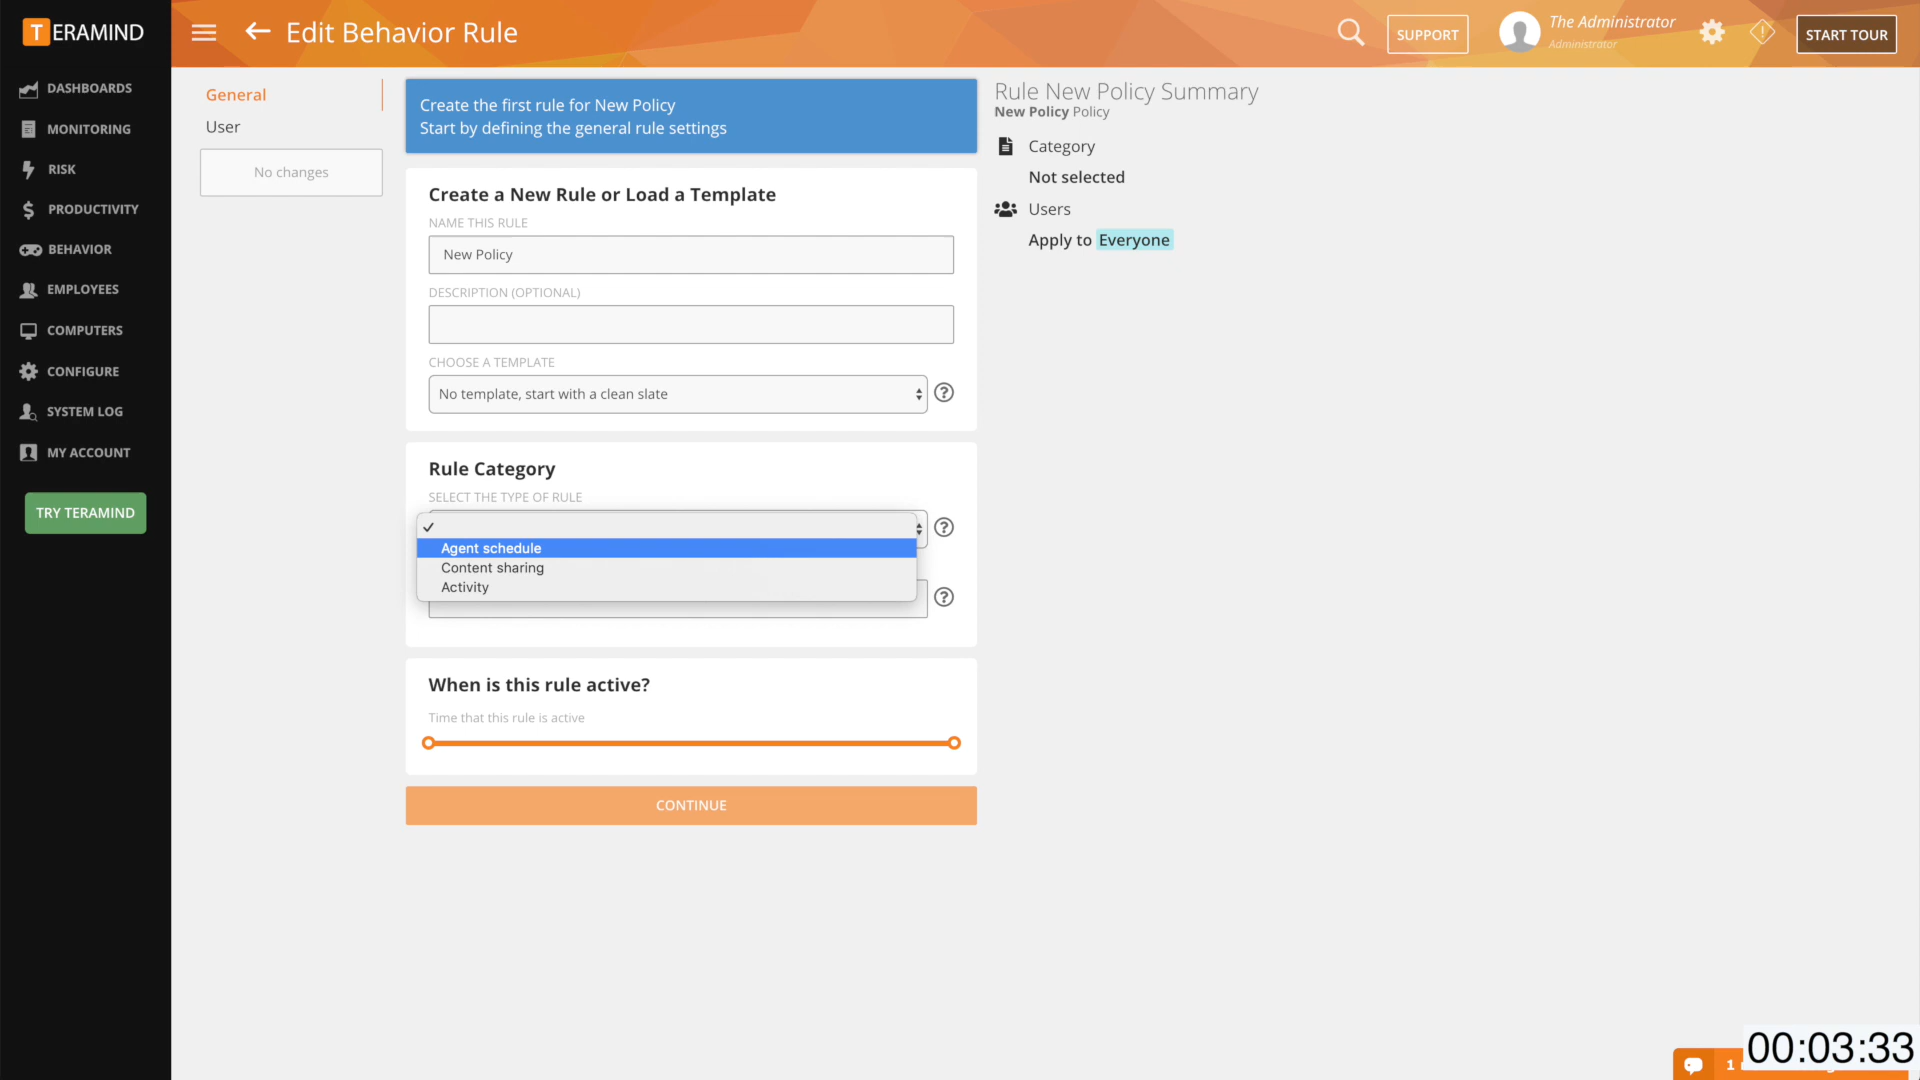 TERAMIND
DASHBOARDS
MONITORING
RISK
PRODUCTIVITY
BEHAVIOR
EMPLOYEES
COMPUTERS
CONFIGURE
SYSTEM LOG
MY ACCOUNT
TRY TERAMIND
Edit Behavior Rule
SUPPORT
The Administrator
Administrator
START TOUR
General
User
No changes
Create the first rule for New Policy
Start by defining the general rule settings
Create a New Rule or Load a Template
NAME THIS RULE
New Policy
DESCRIPTION (OPTIONAL)
CHOOSE A TEMPLATE
No template, start with a clean slate
Rule Category
SELECT THE TYPE OF RULE
Agent schedule
Content sharing
Activity
When is this rule active?
Time that this rule is active
CONTINUE
Rule New Policy Summary
New Policy Policy
Category
Not selected
Users
Apply to Everyone
1
00:03:33